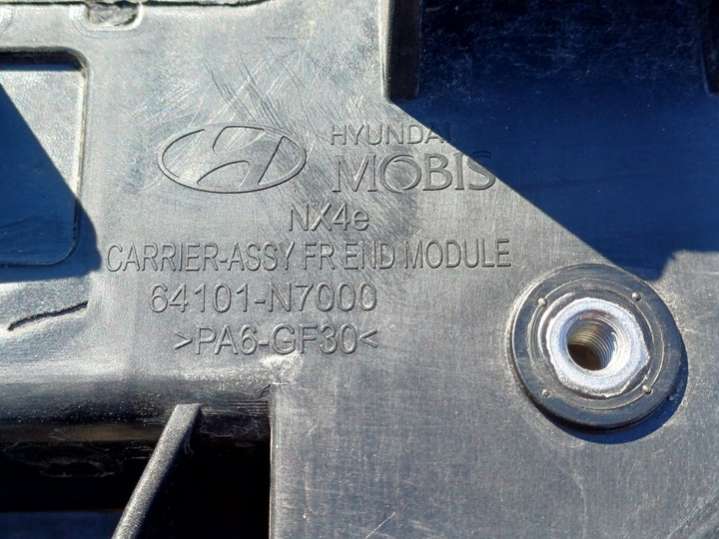 HYUNDAI
MOBIS
NX4e
CARRIER-ASSY FR END MODULE
64101-N7000
>PA6-GF30<